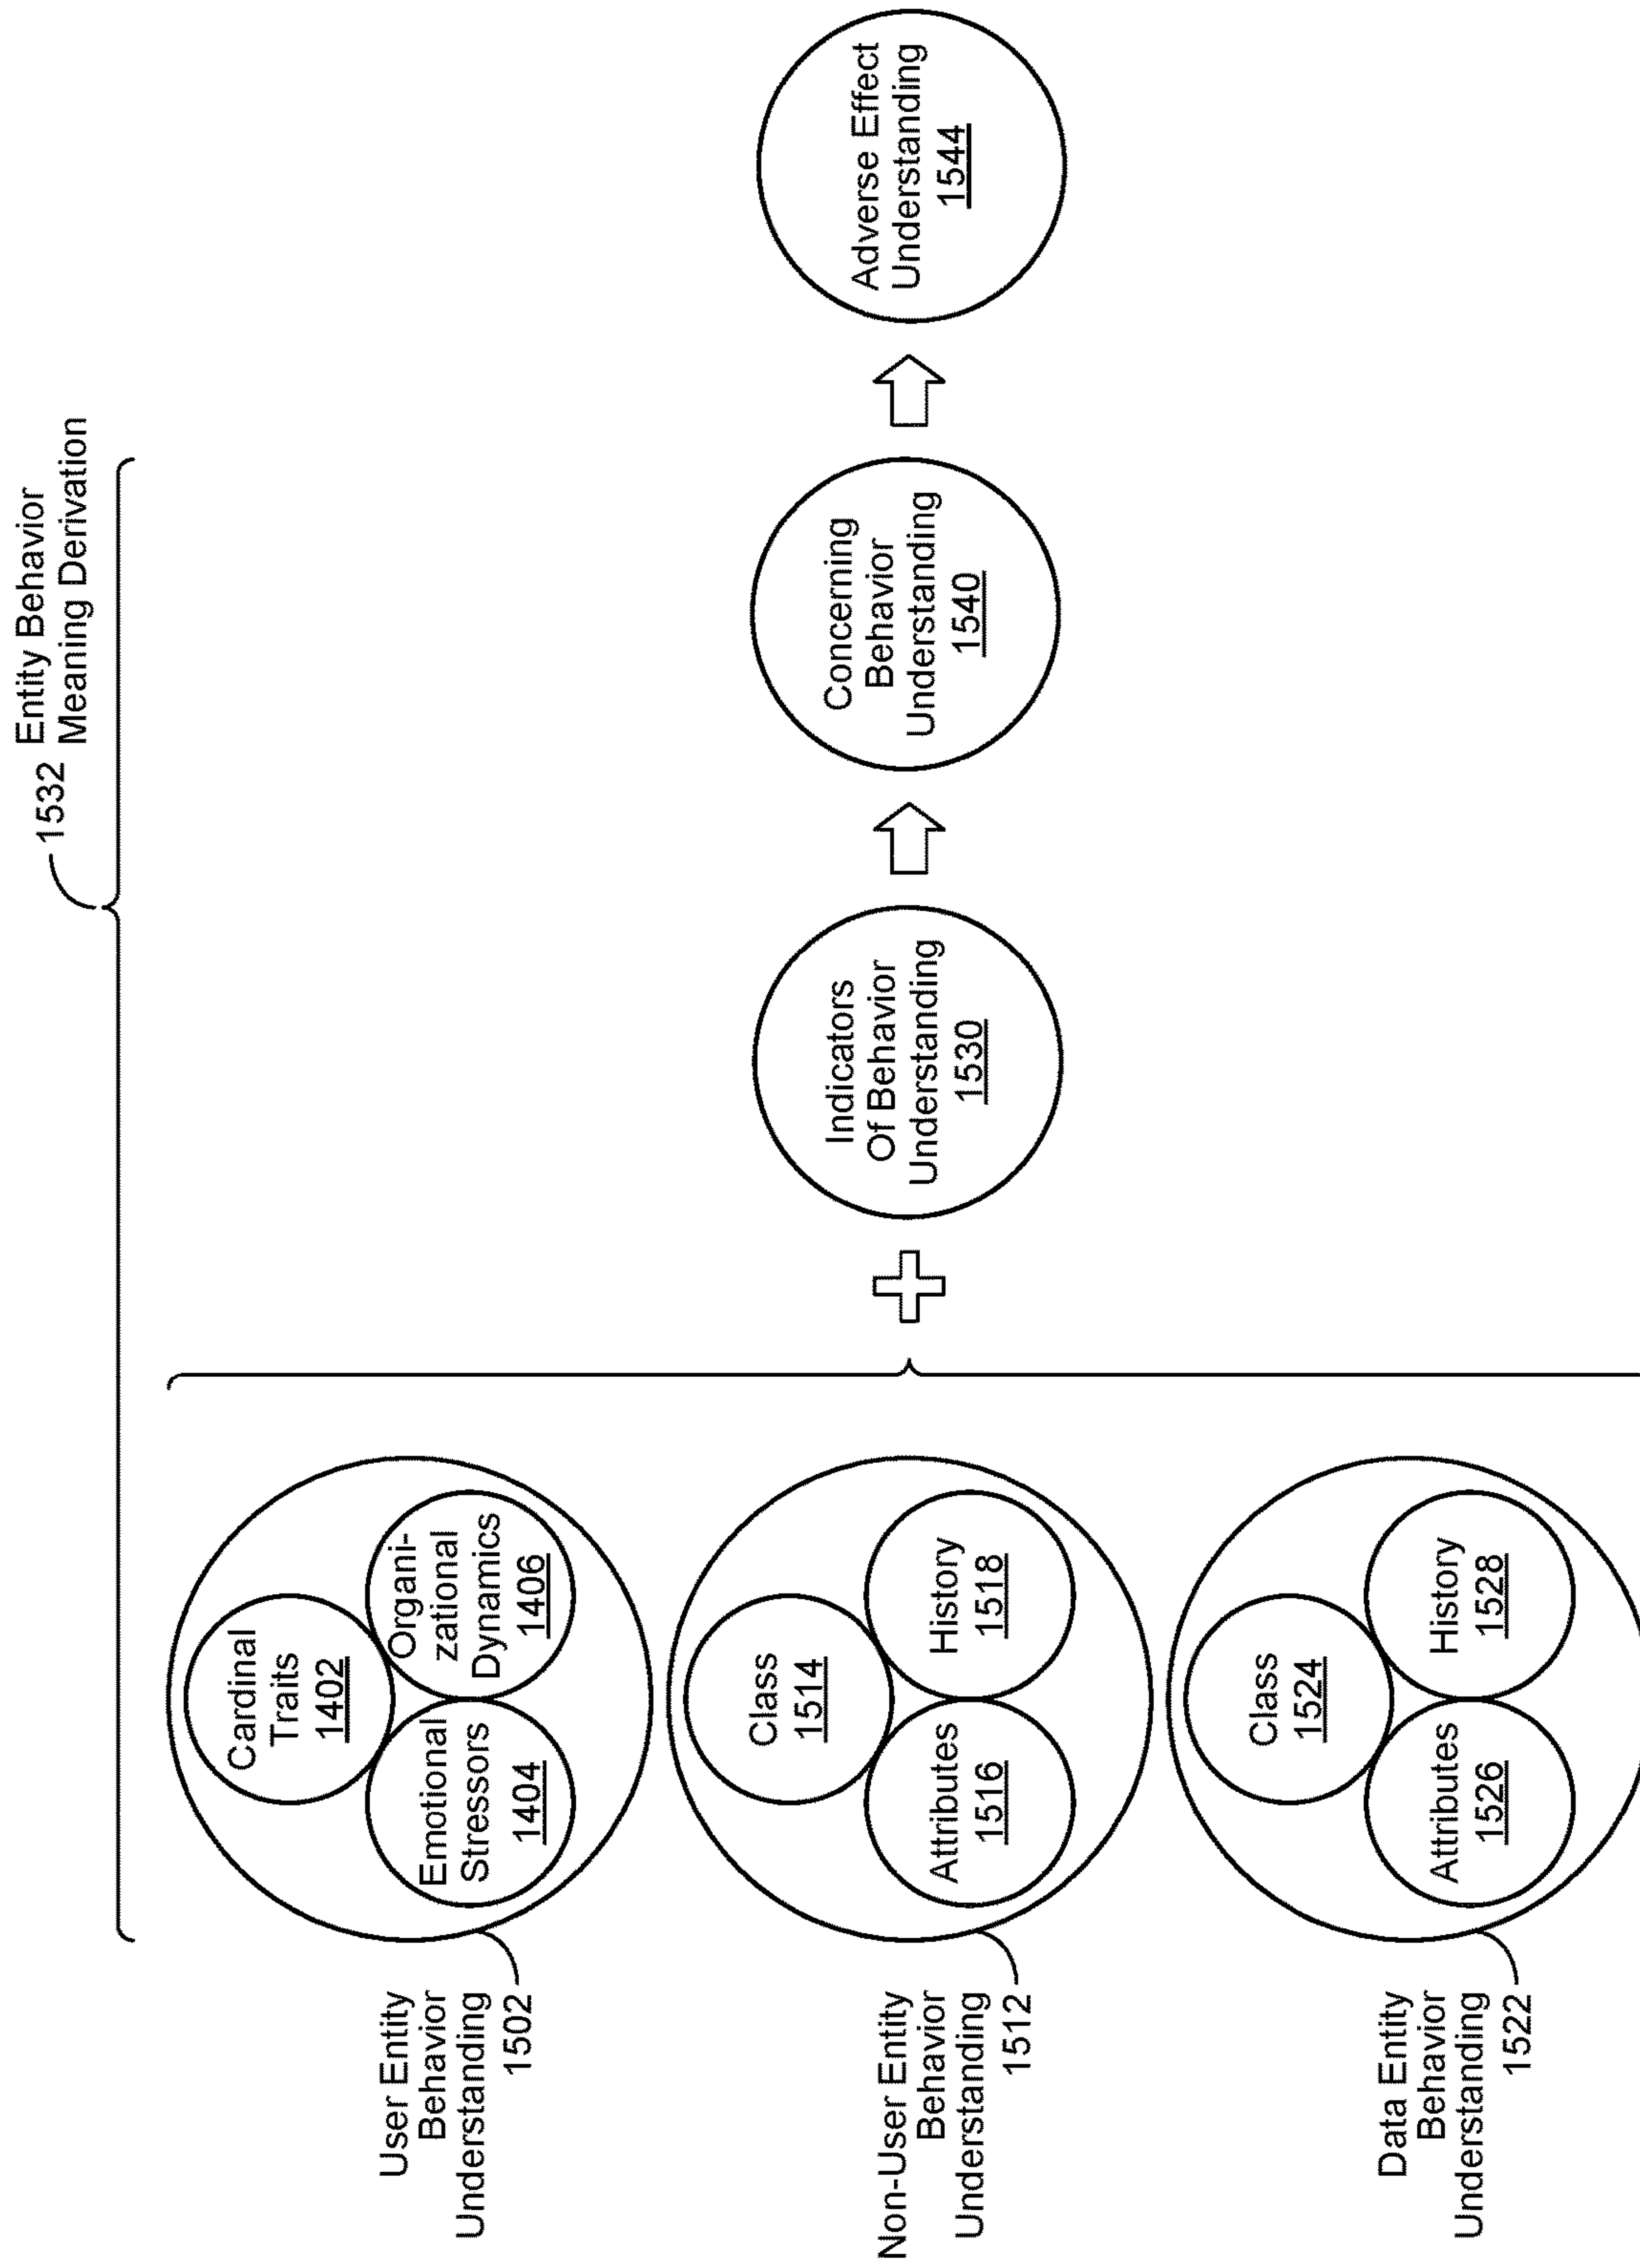 1532
Entity Behavior
Meaning Derivation
User Entity
Behavior
Understanding
1502
Cardinal
Traits
1402
Emotional
Stressors
1404
Organi-
zational
Dynamics
1406
Non-User Entity
Behavior
Understanding
1512
Class
1514
Attributes
1516
History
1518
Data Entity
Behavior
Understanding
1522
Class
1524
Attributes
1526
History
1528
Indicators
Of Behavior
Understanding
1530
Concerning
Behavior
Understanding
1540
Adverse Effect
Understanding
1544